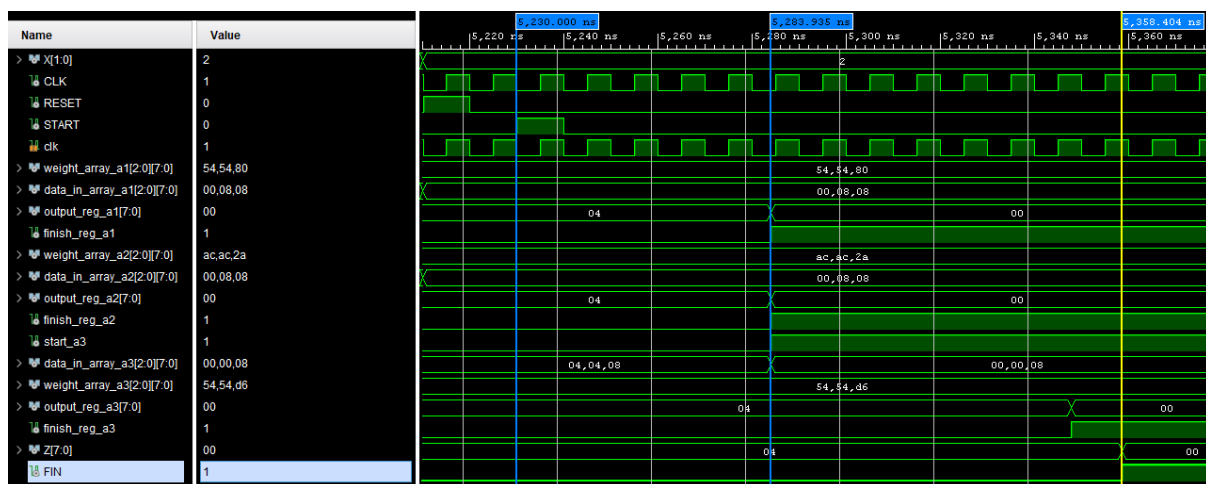 5,230.000 ns 5,283.935 ns 5,358.404 ns
Name Value
5,220 ns 5,240 ns 5,260 ns 5,280 ns 5,300 ns 5,320 ns 5,340 ns 5,360 ns
X[1:0] 2 2
CLK 1
RESET 0
START 0
clk 1
weight_array_a1[2:0][7:0] 54,54,80 54,54,80
data_in_array_a1[2:0][7:0] 00,08,08 00,08,08
output_reg_a1[7:0] 00 04 00
finish_reg_a1 1
weight_array_a2[2:0][7:0] ac,ac,2a ac,ac,2a
data_in_array_a2[2:0][7:0] 00,08,08 00,08,08
output_reg_a2[7:0] 00 04 00
finish_reg_a2 1
start_a3 1
data_in_array_a3[2:0][7:0] 00,00,08 04,04,08 00,00,08
weight_array_a3[2:0][7:0] 54,54,d6 54,54,d6
output_reg_a3[7:0] 00 04 00
finish_reg_a3 1
Z[7:0] 00 04 00
FIN 1